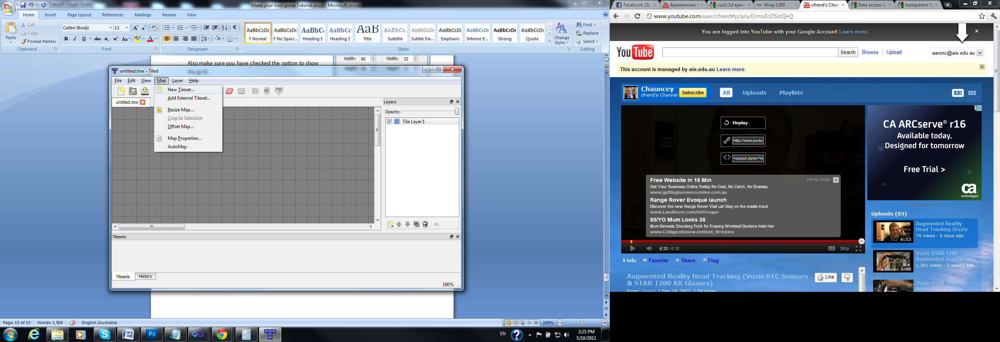 Make your own game Tutorial.docx - Microsoft Word
Home Insert Page Layout References Mailings Review View
Paste
Cut
Copy
Format Painter
Clipboard
Calibri (Body) 12
Font
Paragraph
AaBbCcDc AaBbCcDc AaBbC AaBbCc AaB AaBbCc. AaBbCcDc AaBbCcDc AaBbCcDc AaBbCcDc AaBbCcDc
¶ Normal ¶ No Spaci... Heading 1 Heading 2 Title Subtitle Subtle Em... Emphasis Intense E... Strong Quote
Change Styles
Styles
Find
Replace
Select
Editing
Also make sure you have checked the option to show
the grid.
Width: 80 Width: 32
untitled.tmx - Tiled
File Edit View Map Layer Help
New Tileset...
Add External Tileset...
Resize Map...
Crop to Selection
Offset Map...
Map Properties...
AutoMap
untitled.tmx
Layers
Opacity:
Tile Layer 1
Tilesets
Tilesets History
100%
Page: 15 of 15 Words: 1,584 English (Australia) 100%
Ps
EN
2:25 PM
5/10/2011
Facebook (3) Бременские vusiz 3d eyew Wrap 1200 cfrend's Chan Data access by transparent lc
www.youtube.com/user/cfrend#p/a/u/0/msZoZ6JzQeQ
You are logged into YouTube with your Google Account! Learn more.
YouTube
Search Browse Upload aaronc@aie.edu.au
This account is managed by aie.edu.au Learn more
Chauncey
cfrend's Channel
Subscribe
All Uploads Playlists
Replay
http://www.youtu
<object style="he
Free Website In 15 Min
Ads by Google
Get Your Business Online Today No Cost, No Catch, No Dramas.
www.gettingbusinessonline.com.au
Range Rover Evoque launch
Discover the new Range Rover Visit us! Stay on the inside track
www.LandRover.com/AU/Evoque
55/YO Mum Looks 35
Mum Reveals Shocking Trick for Erasing Wrinkles! Doctors Hate Her
www.CollagenRenew.net/Anti_Wrinkles
6:33 / 6:33
CC 360p
Info Favorite Share Flag
Augmented Reality Head Tracking (Vuzix 6TC Sensors
& STAR 1200 AR Glasses)
Like
From: cfrend | Sep 29, 2011 | 74 views
CA ARCserve® r16
Available today.
Designed for tomorrow
Free Trial >
ca
technologies
Advertisement
Uploads (83)
Augmented Reality
Head Tracking (Vuzix
74 views - 5 days ago
6:33
Vuzix STAR 1200
Augmented Reality
1,361 views - 3 weeks ago
5:08
Vuzix STAR 1200
Augmented Reality